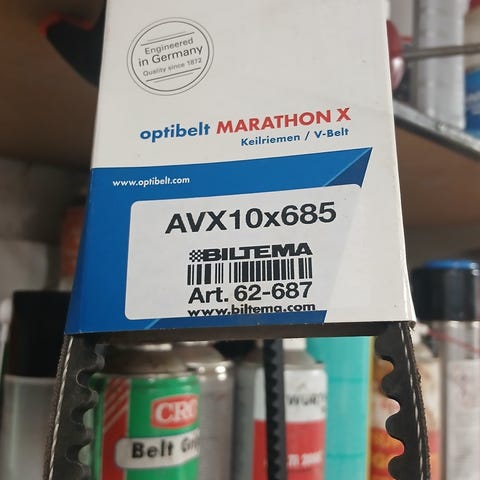 Engineered
in Germany
Quality since 1872
optibelt MARATHON X
Keilriemen / V-Belt
www.optibelt.com
AVX10x685
BILTEMA
Art. 62-687
www.biltema.com
CRC
Belt